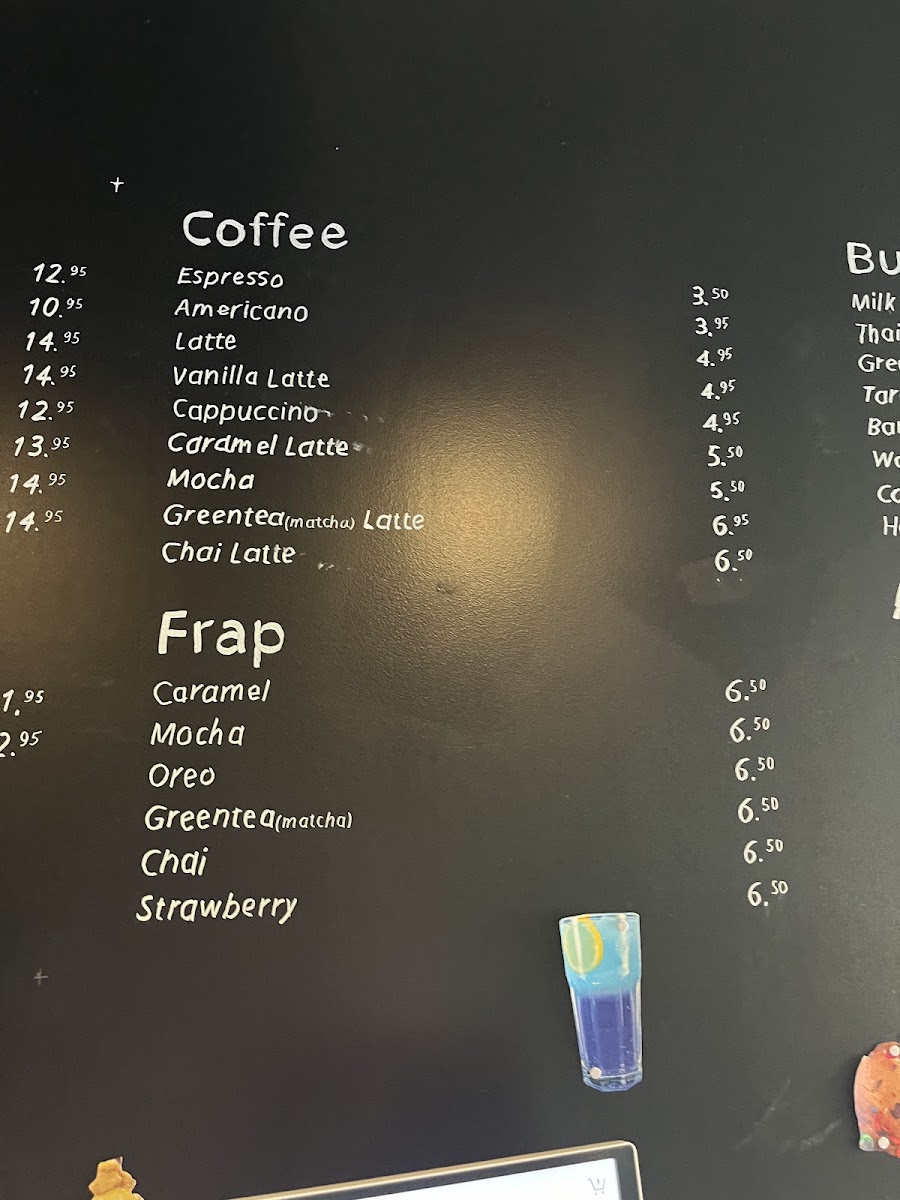 12.95
10.95
14.95
14.95
12.95
13.95
14.95
14.95
Coffee
Espresso 3.50
Americano 3.95
Latte 4.95
Vanilla Latte 4.95
Cappuccino 4.95
Caramel Latte 5.50
Mocha 5.50
Greentea(matcha) Latte 6.95
Chai Latte 6.50
Frap
Caramel 6.50
Mocha 6.50
Oreo 6.50
Greentea(matcha) 6.50
Chai 6.50
Strawberry 6.50
Milk
Thai